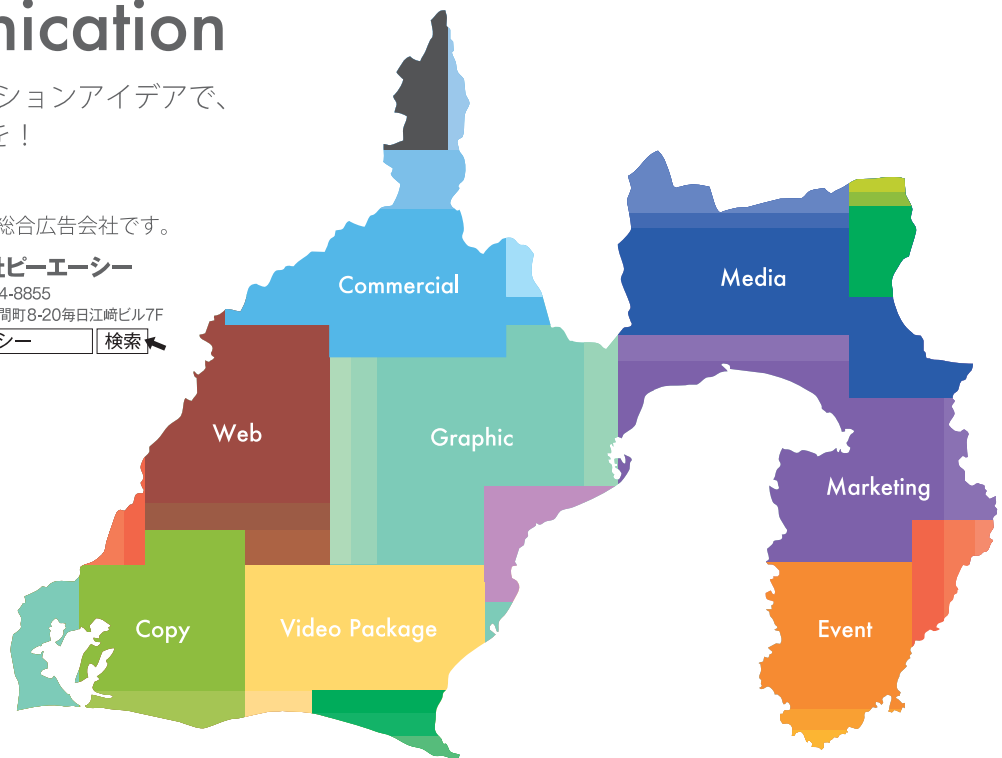 nication
ションアイデアで、
を！
総合広告会社です。
社ピーエーシー
4-8855
間町8-20毎日江﨑ビル7F
シー 検索
Commercial
Media
Web
Graphic
Marketing
Copy
Video Package
Event